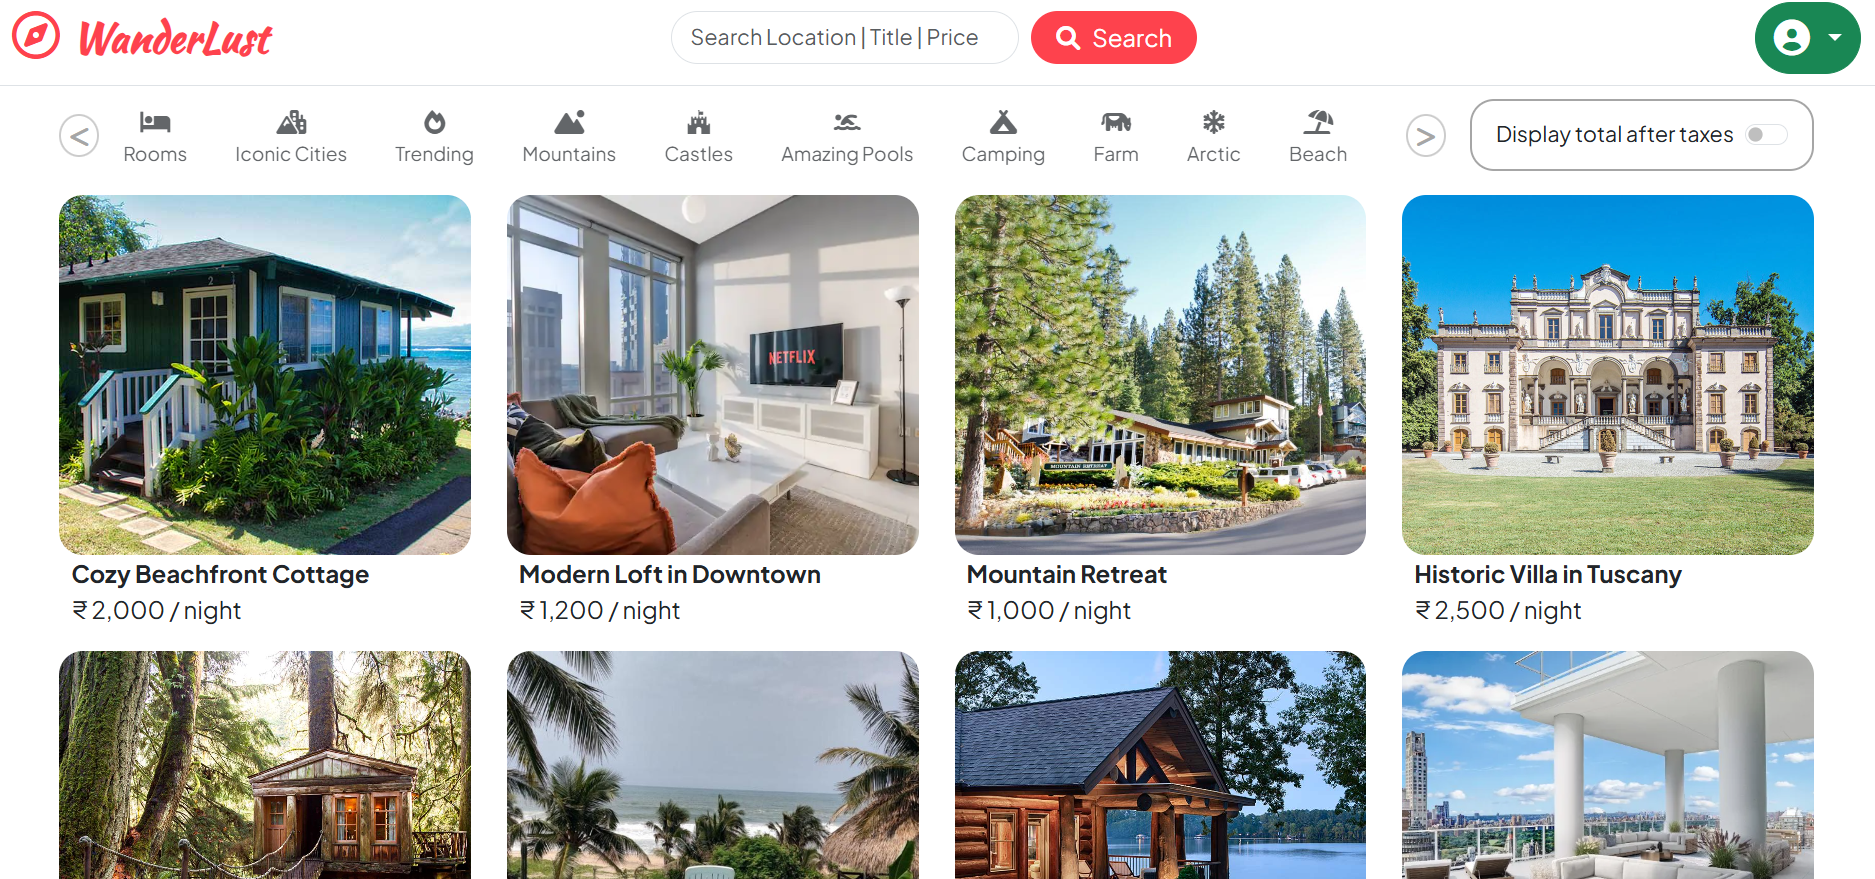 WanderLust
Search Location | Title | Price
Search
<
Rooms
Iconic Cities
Trending
Mountains
Castles
Amazing Pools
Camping
Farm
Arctic
Beach
>
Display total after taxes
2
NETFLIX
MOUNTAIN RETREAT
Cozy Beachfront Cottage
₹ 2,000 / night
Modern Loft in Downtown
₹ 1,200 / night
Mountain Retreat
₹ 1,000 / night
Historic Villa in Tuscany
₹ 2,500 / night